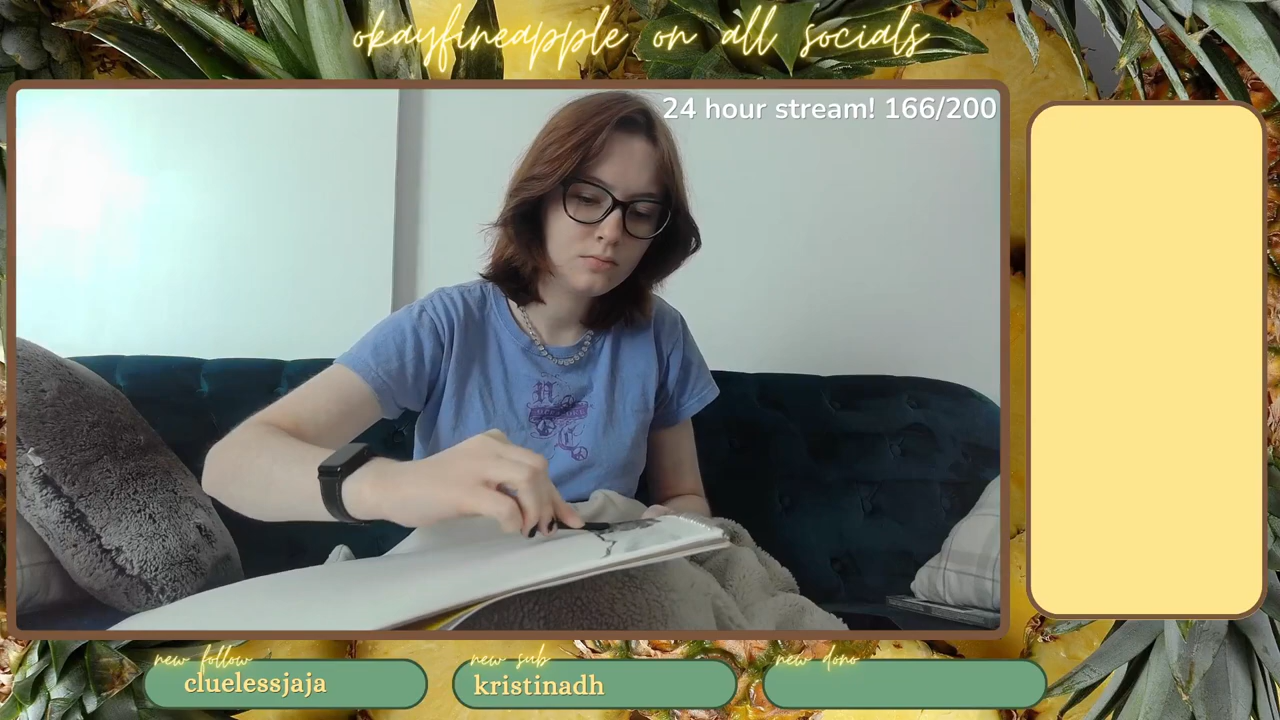 okayfineapple on all socials
24 hour stream! 166/200
new follow
cluelessjaja
new sub
kristinadh
new dono